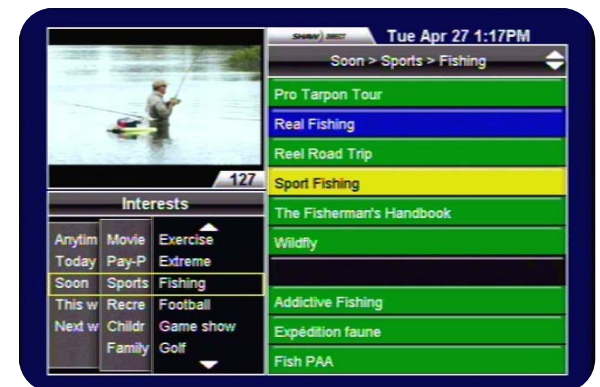 SHAW) DIRECT
Tue Apr 27 1:17PM
Soon > Sports > Fishing
Pro Tarpon Tour
Real Fishing
Reel Road Trip
Sport Fishing
The Fisherman's Handbook
Wildfly
Addictive Fishing
Expédition faune
Fish PAA
127
Interests
Anytim Movie Exercise
Today Pay-P Extreme
Soon Sports Fishing
This w Recre Football
Next w Childr Game show
Family Golf